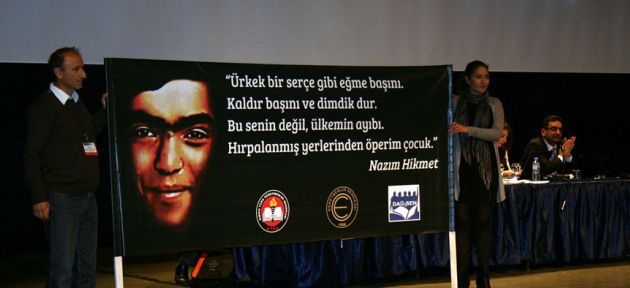 “Ürkek bir serçe gibi eğme başını.
Kaldır başını ve dimdik dur.
Bu senin değil, ülkemin ayıbı.
Hırpalanmış yerlerinden öperim çocuk.”
Nazım Hikmet
DAÜ-SEN